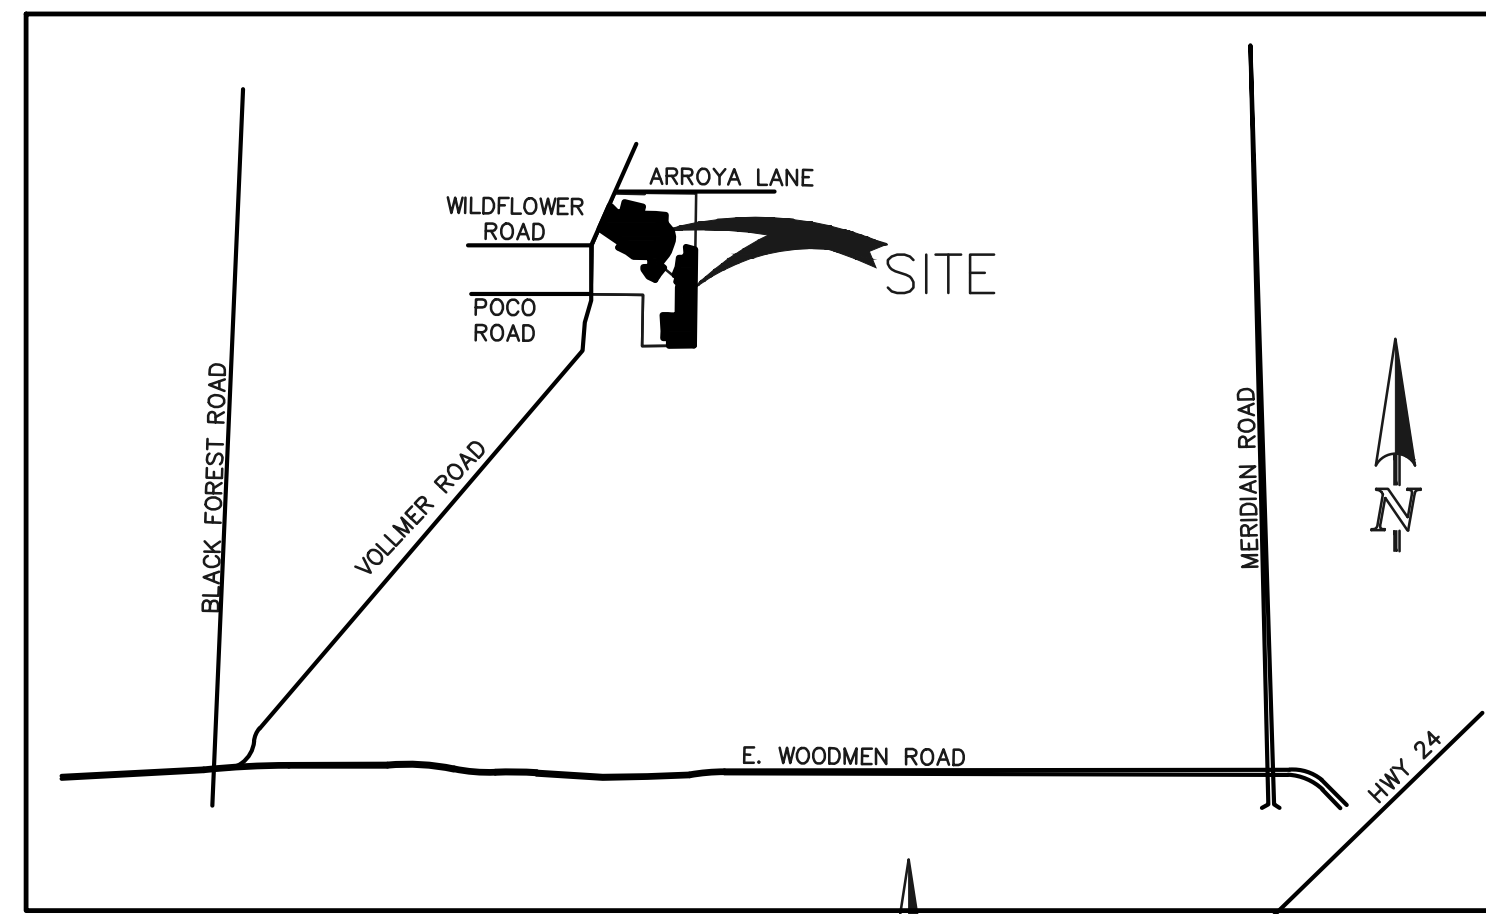 ARROYA LANE
WILDFLOWER
ROAD
SITE
POCO
ROAD
BLACK FOREST ROAD
VOLLMER ROAD
MERIDIAN ROAD
N
E. WOODMEN ROAD
HWY 24